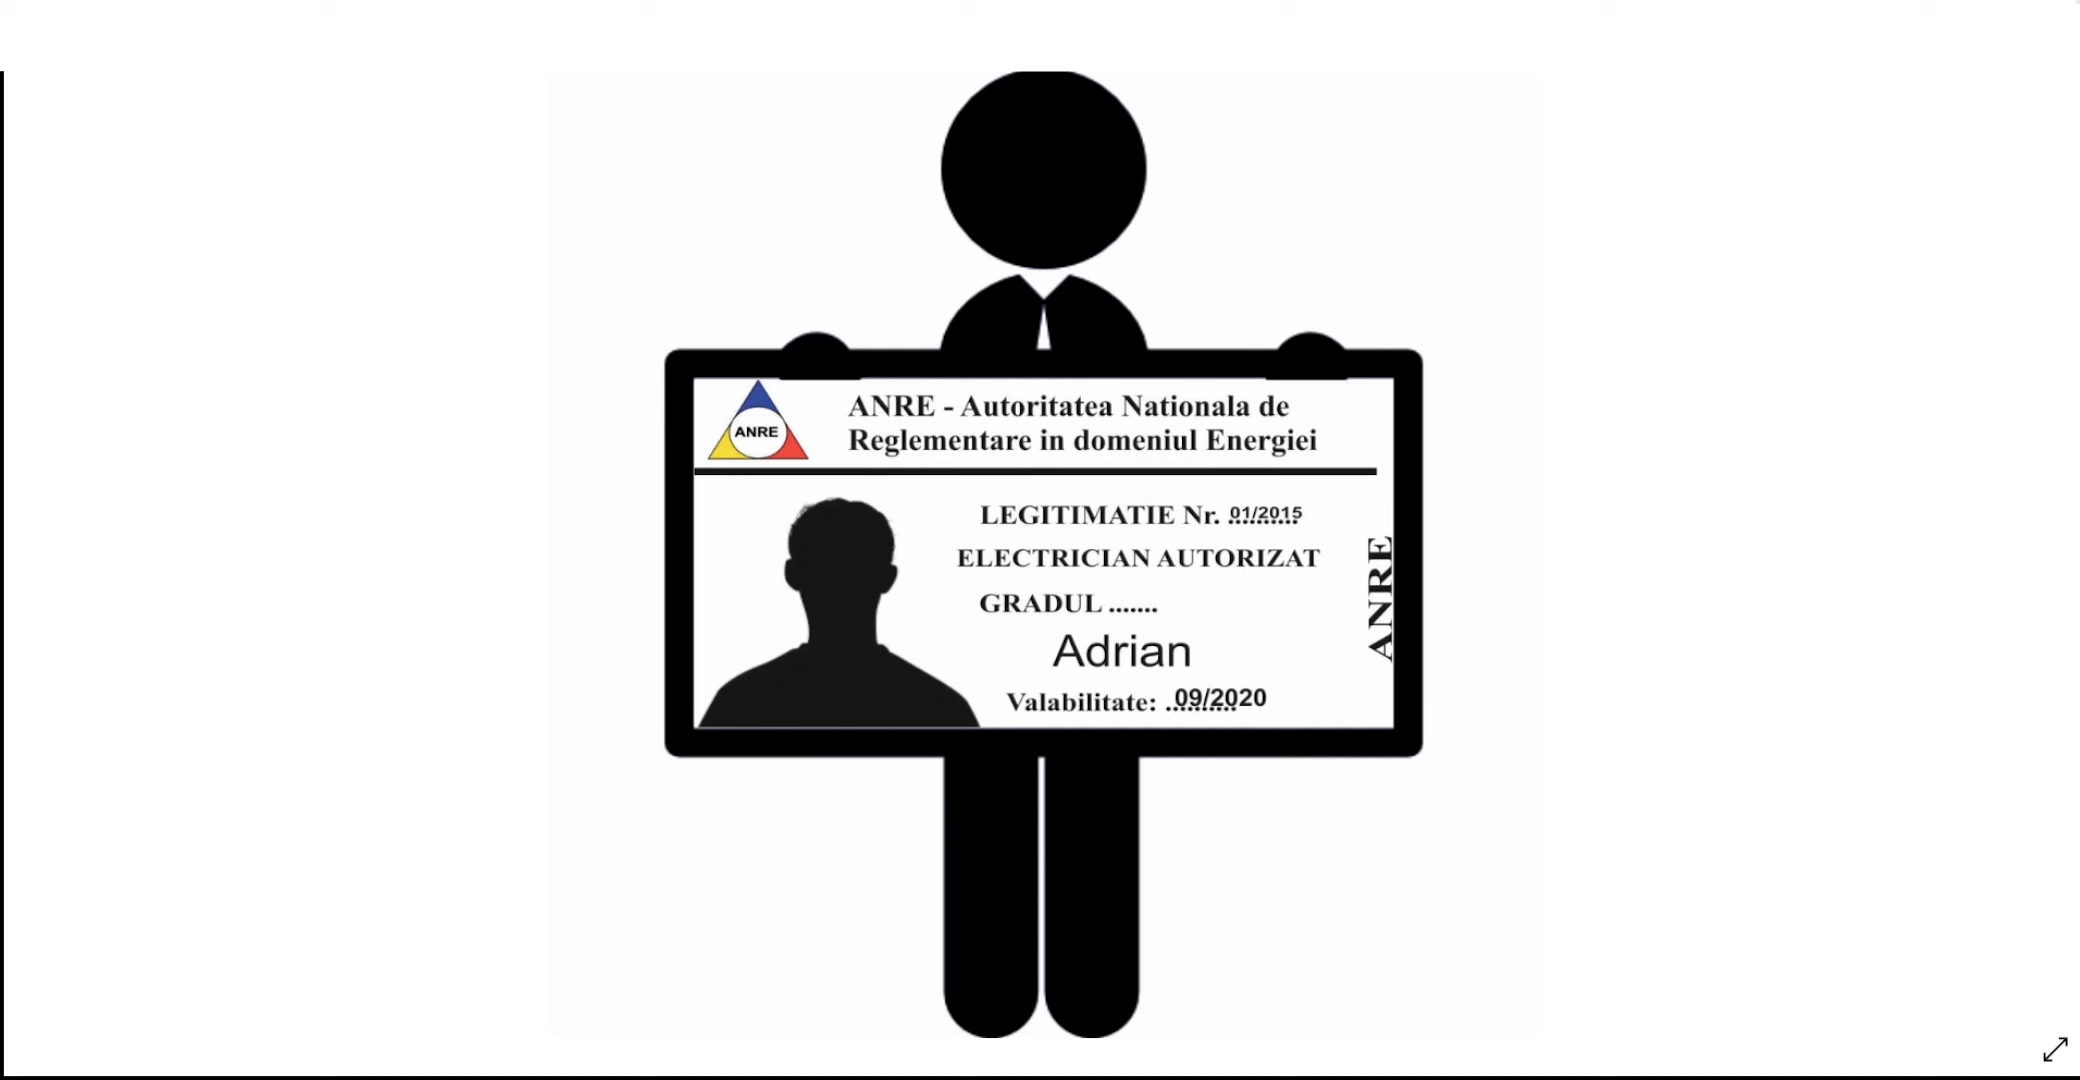 ANRE - Autoritatea Nationala de
Reglementare in domeniul Energiei
ANRE
LEGITIMATIE Nr. 01/2015
ELECTRICIAN AUTORIZAT
GRADUL .......
Adrian
Valabilitate: 09/2020
ANRE